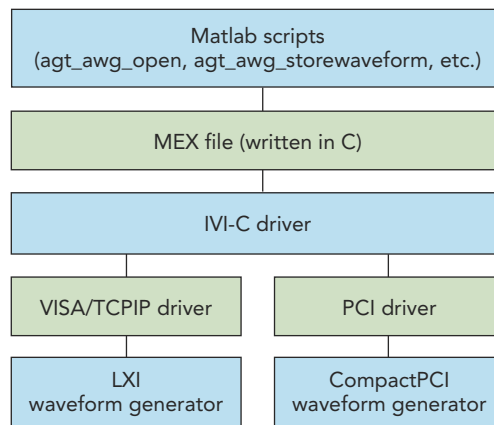 Matlab scripts
(agt_awg_open, agt_awg_storewaveform, etc.)
MEX file (written in C)
IVI-C driver
VISA/TCPIP driver
PCI driver
LXI
waveform generator
CompactPCI
waveform generator